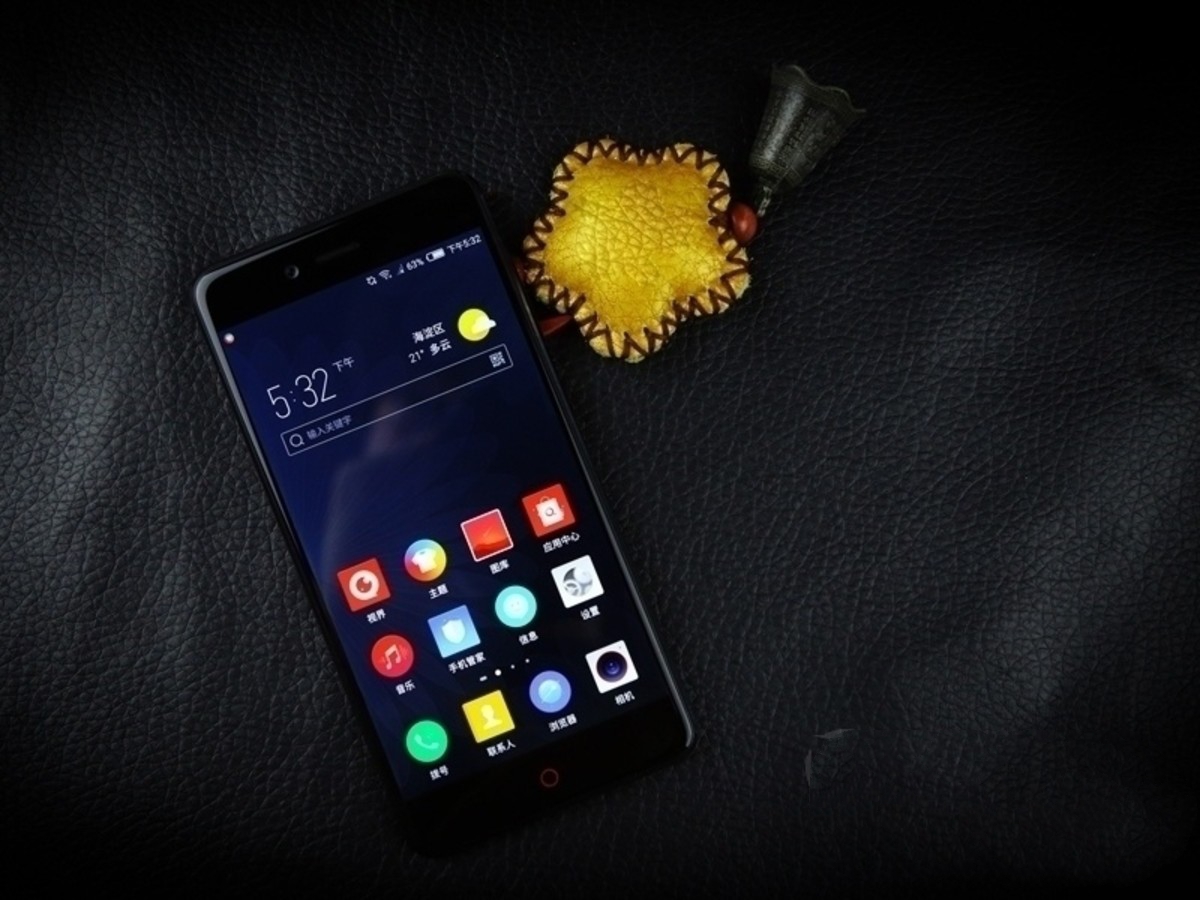 63% 下午5:32
5:32 下午
海淀区
21° 多云
输入关键字
视界 主题 图库 应用中心
音乐 手机管家 信息 设置
拨号 联系人 浏览器 相机